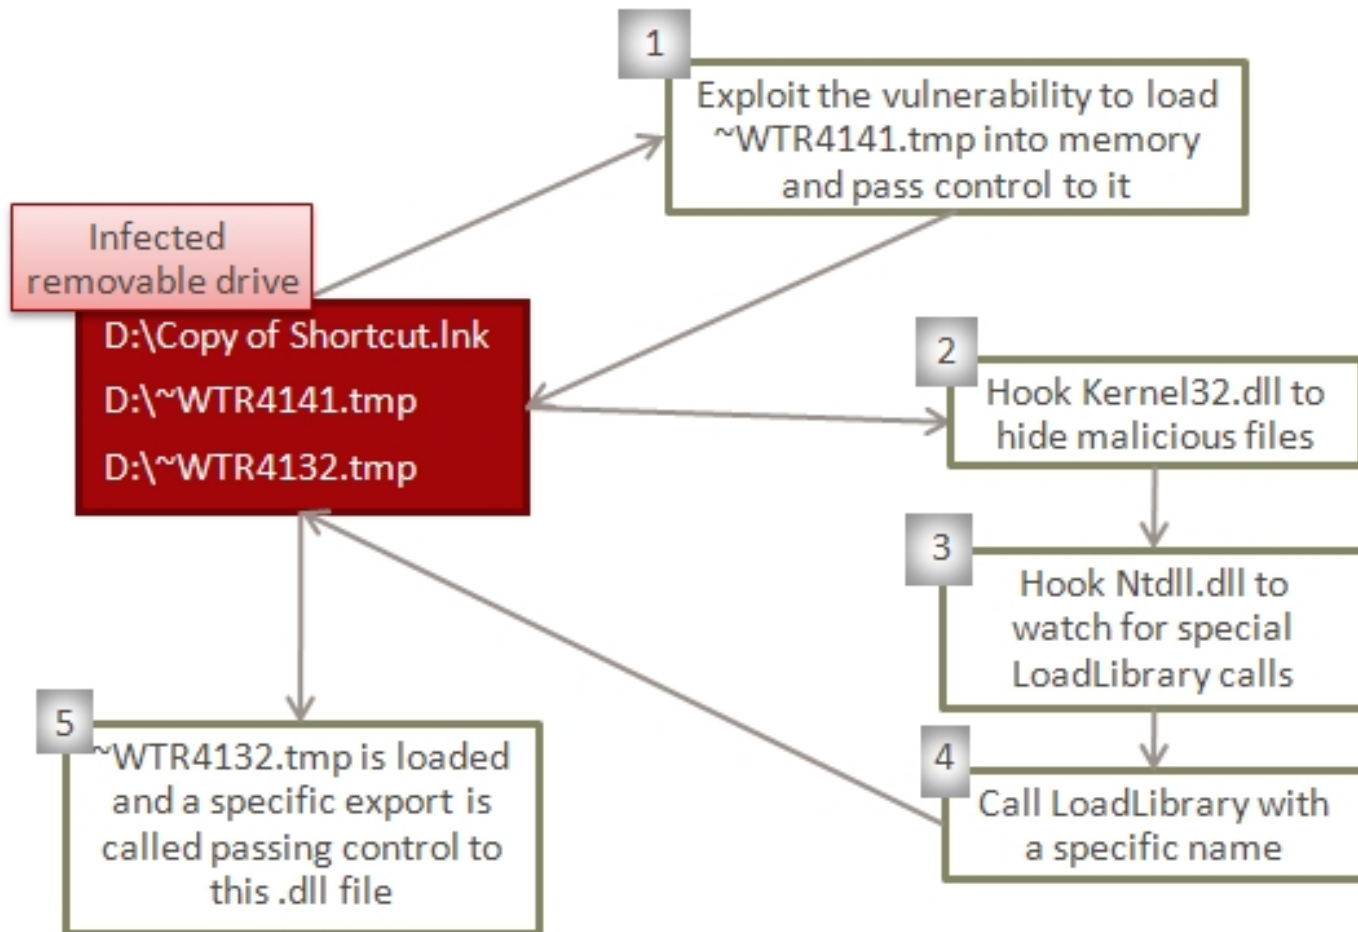 1
Exploit the vulnerability to load
~WTR4141.tmp into memory
and pass control to it
Infected
removable drive
D:\Copy of Shortcut.lnk
D:\~WTR4141.tmp
D:\~WTR4132.tmp
2
Hook Kernel32.dll to
hide malicious files
3
Hook Ntdll.dll to
watch for special
LoadLibrary calls
4
Call LoadLibrary with
a specific name
5
~WTR4132.tmp is loaded
and a specific export is
called passing control to
this .dll file